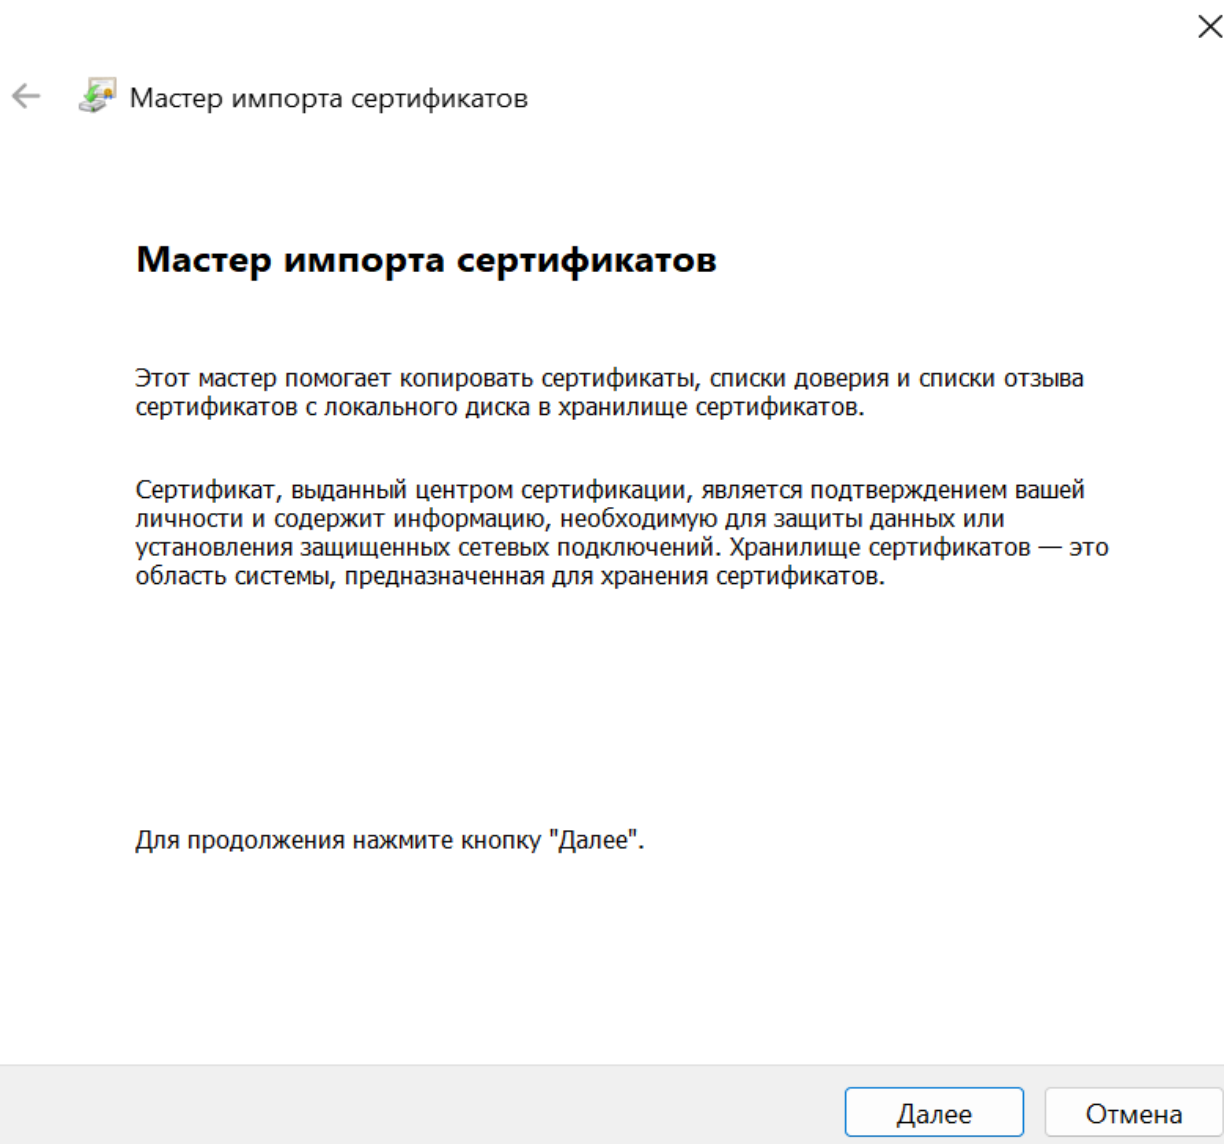 Мастер импорта сертификатов
Мастер импорта сертификатов
Этот мастер помогает копировать сертификаты, списки доверия и списки отзыва
сертификатов с локального диска в хранилище сертификатов.
Сертификат, выданный центром сертификации, является подтверждением вашей
личности и содержит информацию, необходимую для защиты данных или
установления защищенных сетевых подключений. Хранилище сертификатов — это
область системы, предназначенная для хранения сертификатов.
Для продолжения нажмите кнопку "Далее".
Далее
Отмена